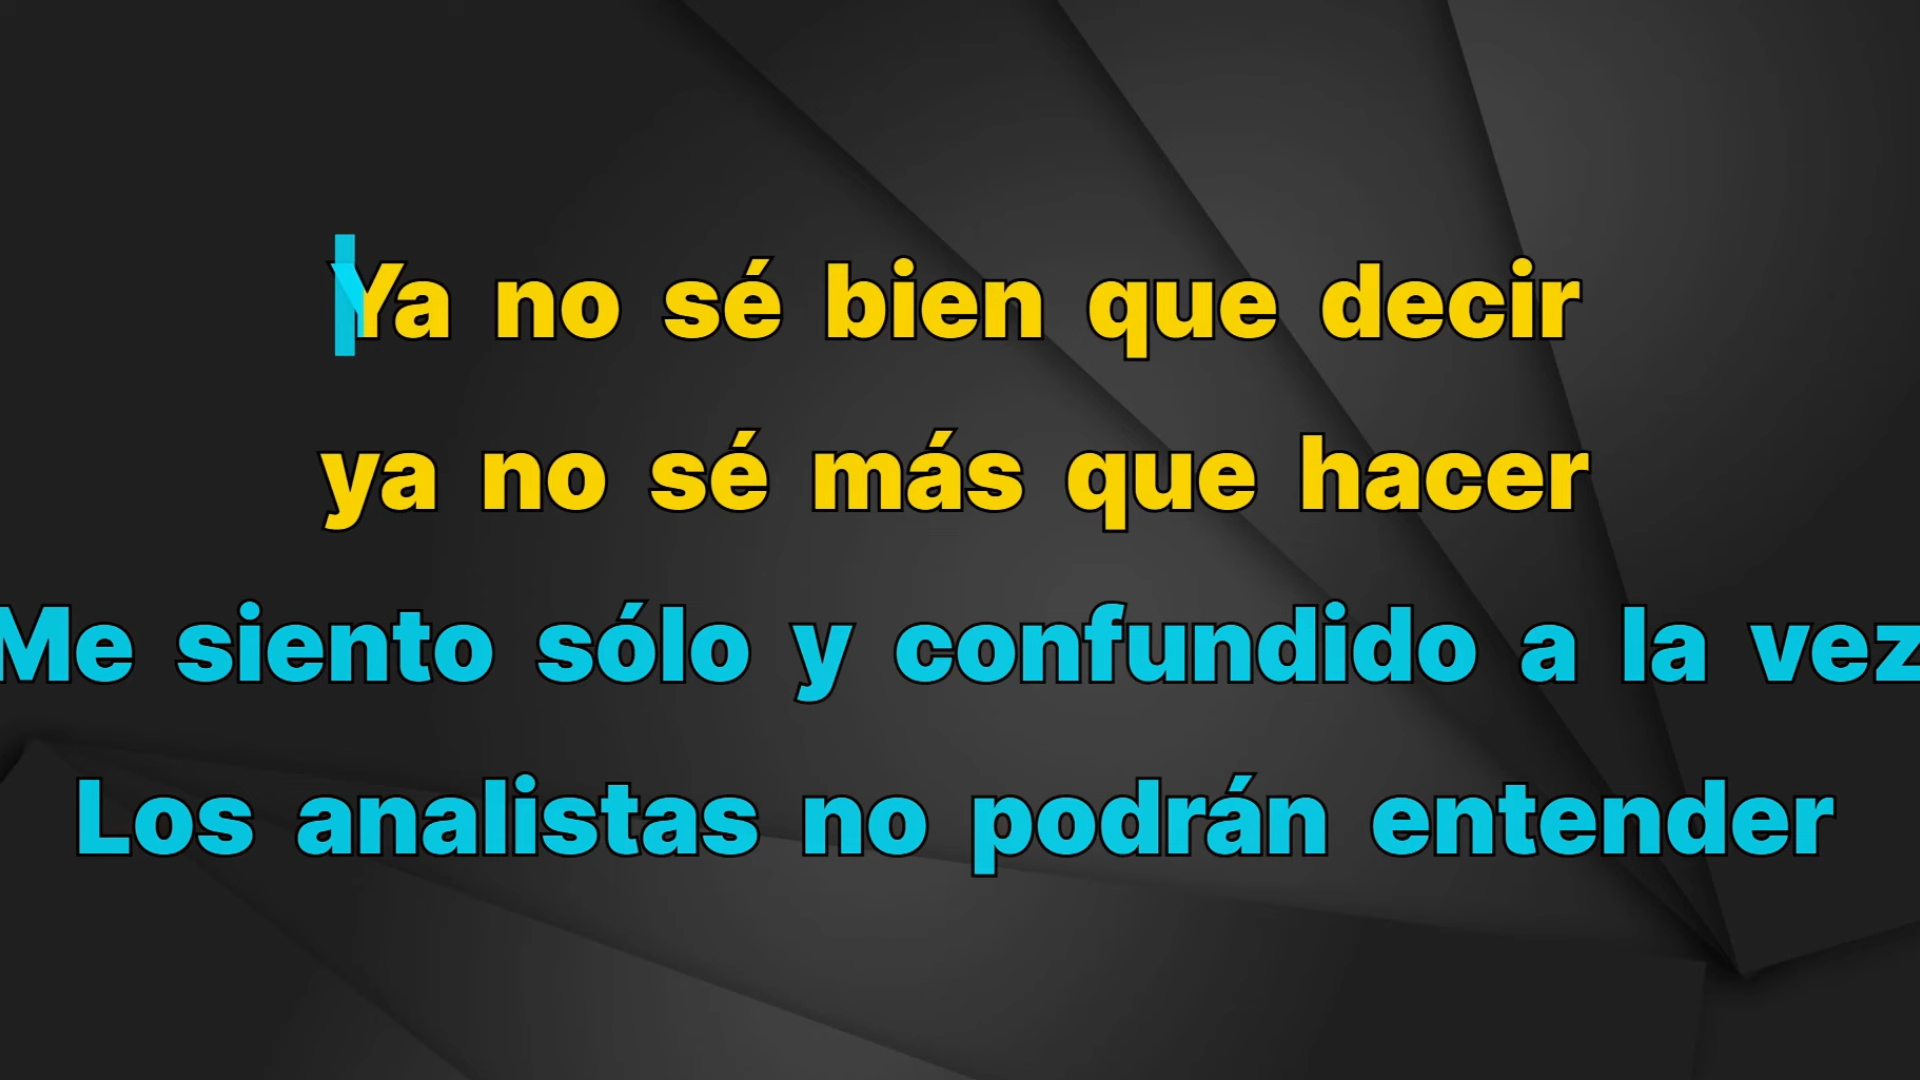 Ya no sé bien que decir
ya no sé más que hacer
Me siento sólo y confundido a la vez
Los analistas no podrán entender